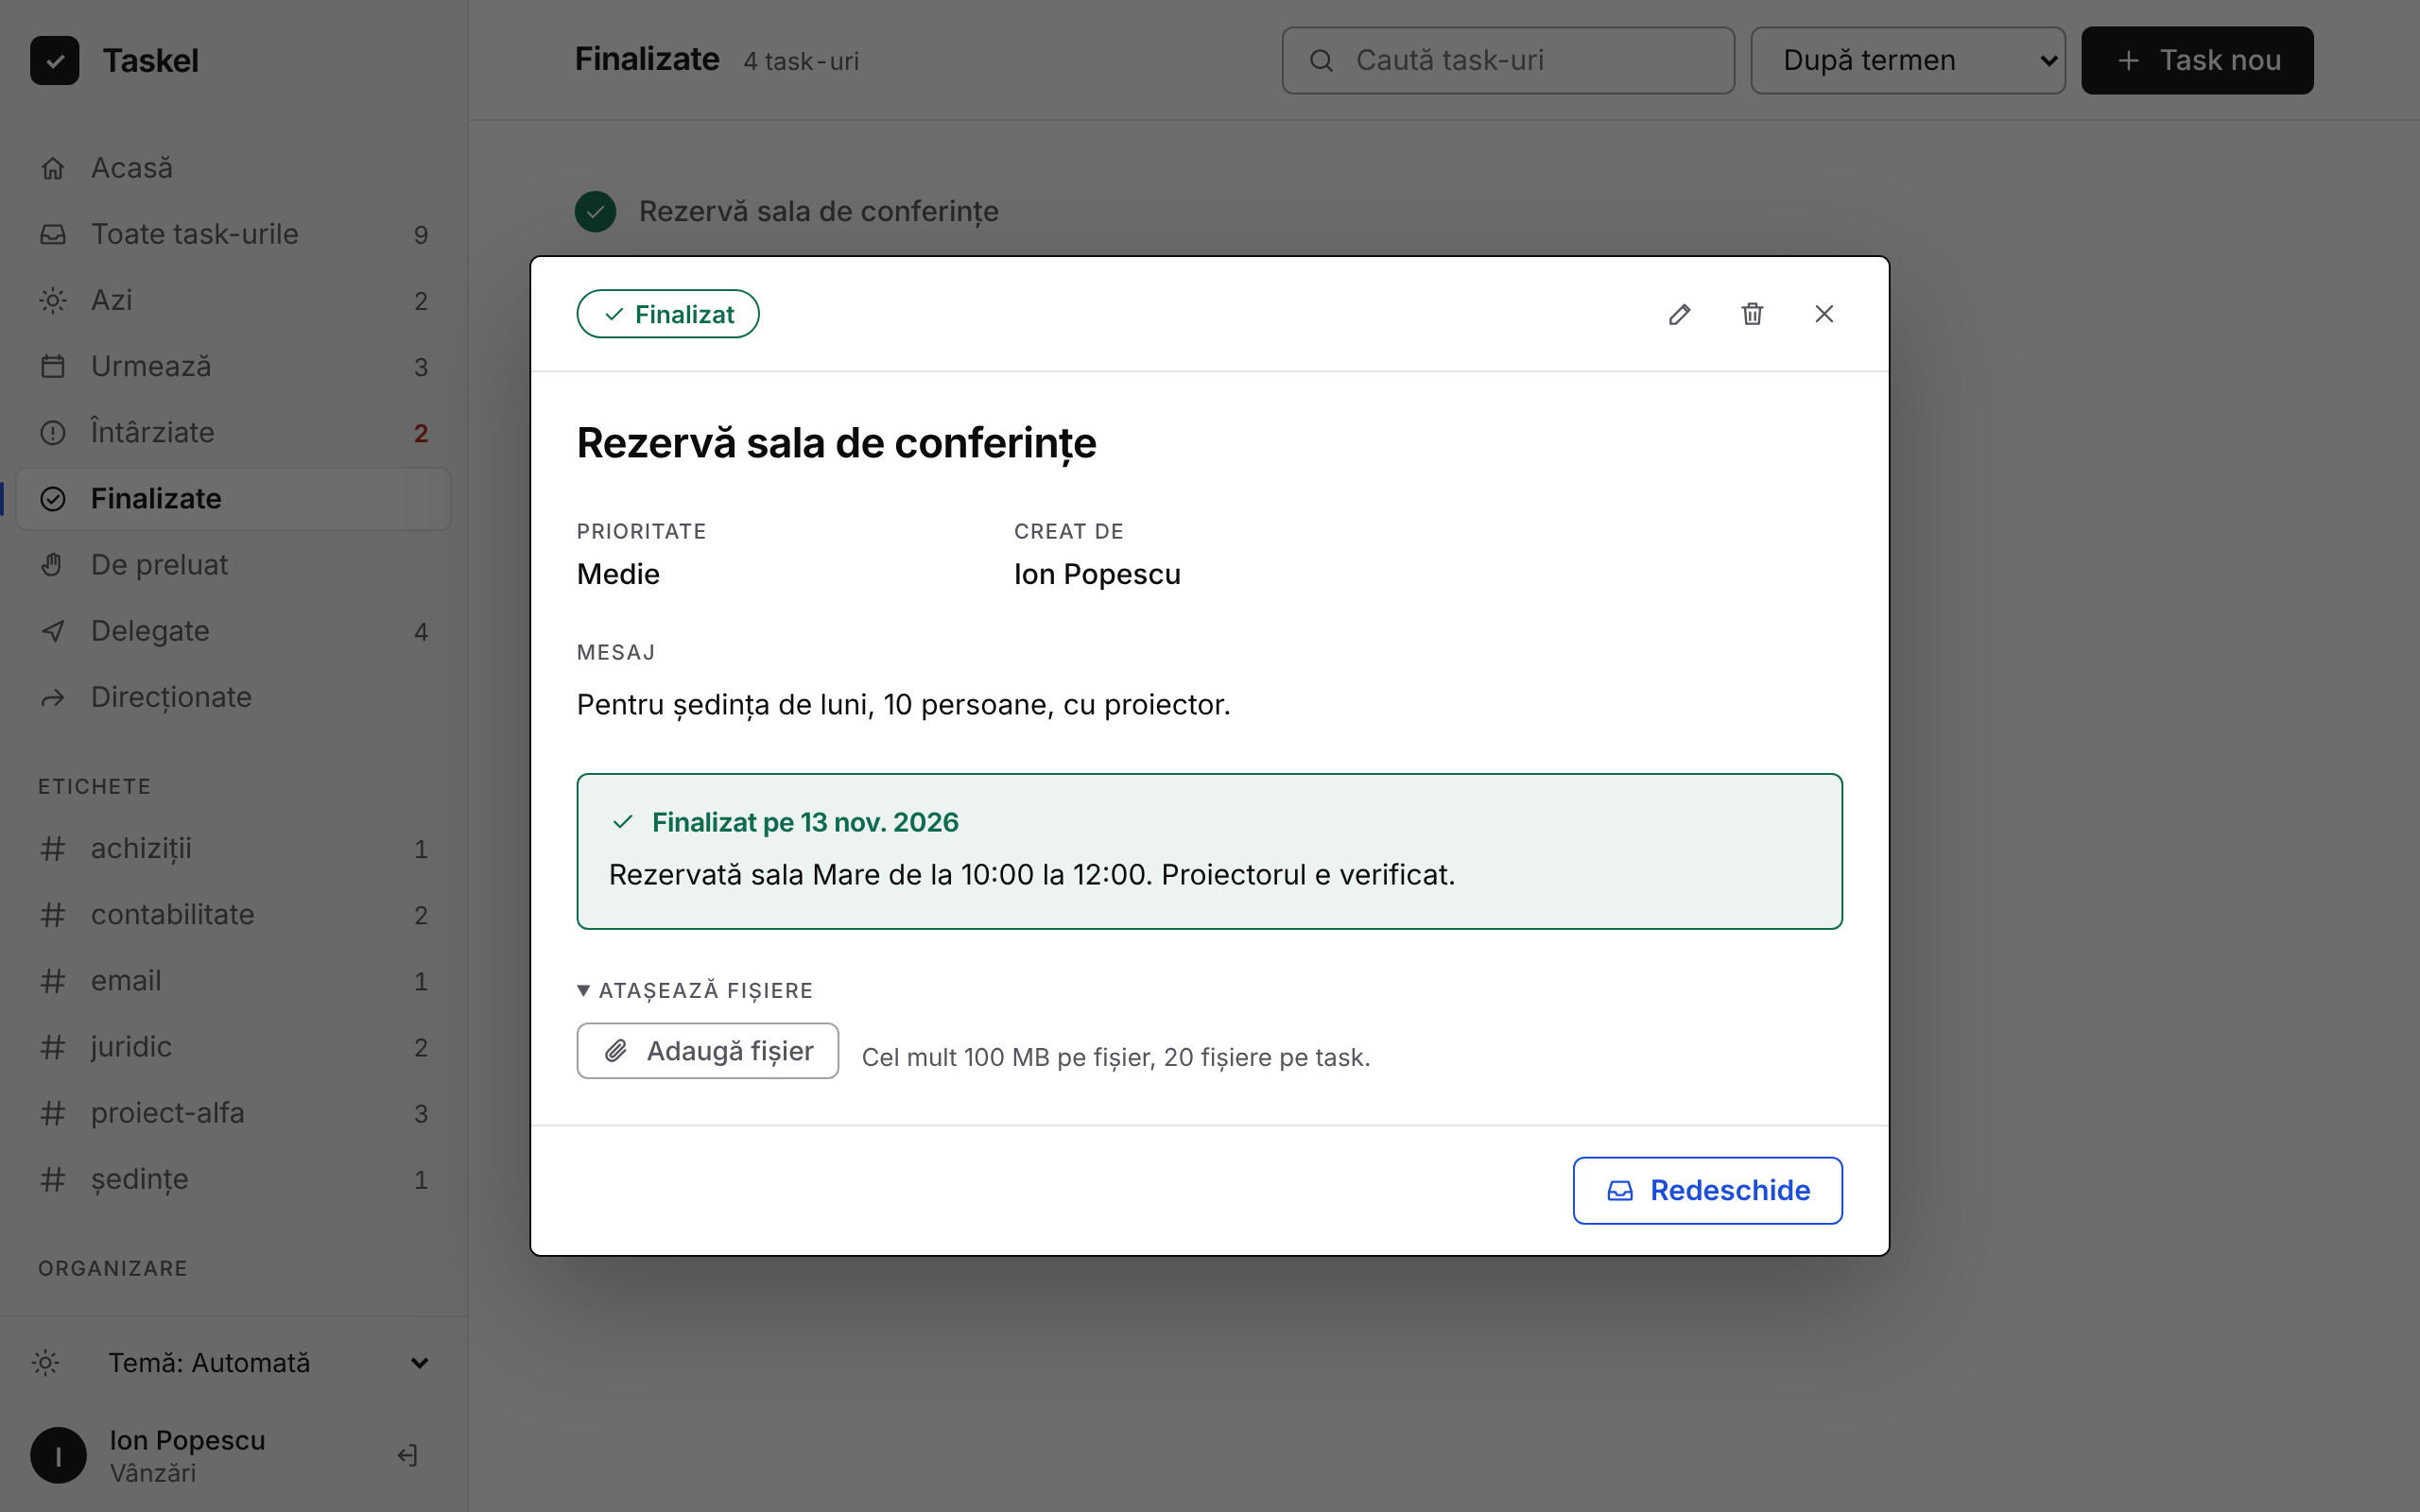 Taskel
Acasă
Toate task-urile 9
Azi 2
Urmează 3
Întârziate 2
Finalizate
De preluat
Delegate 4
Direcționate
ETICHETE
# achiziții 1
# contabilitate 2
# email 1
# juridic 2
# proiect-alfa 3
# ședințe 1
ORGANIZARE
Temă: Automată
I
Ion Popescu
Vânzări
Finalizate 4 task-uri
Caută task-uri
După termen
+ Task nou
Rezervă sala de conferințe
Finalizat
Rezervă sala de conferințe
PRIORITATE
Medie
CREAT DE
Ion Popescu
MESAJ
Pentru ședința de luni, 10 persoane, cu proiector.
Finalizat pe 13 nov. 2026
Rezervată sala Mare de la 10:00 la 12:00. Proiectorul e verificat.
▼ ATAȘEAZĂ FIȘIERE
Adaugă fișier
Cel mult 100 MB pe fișier, 20 fișiere pe task.
Redeschide